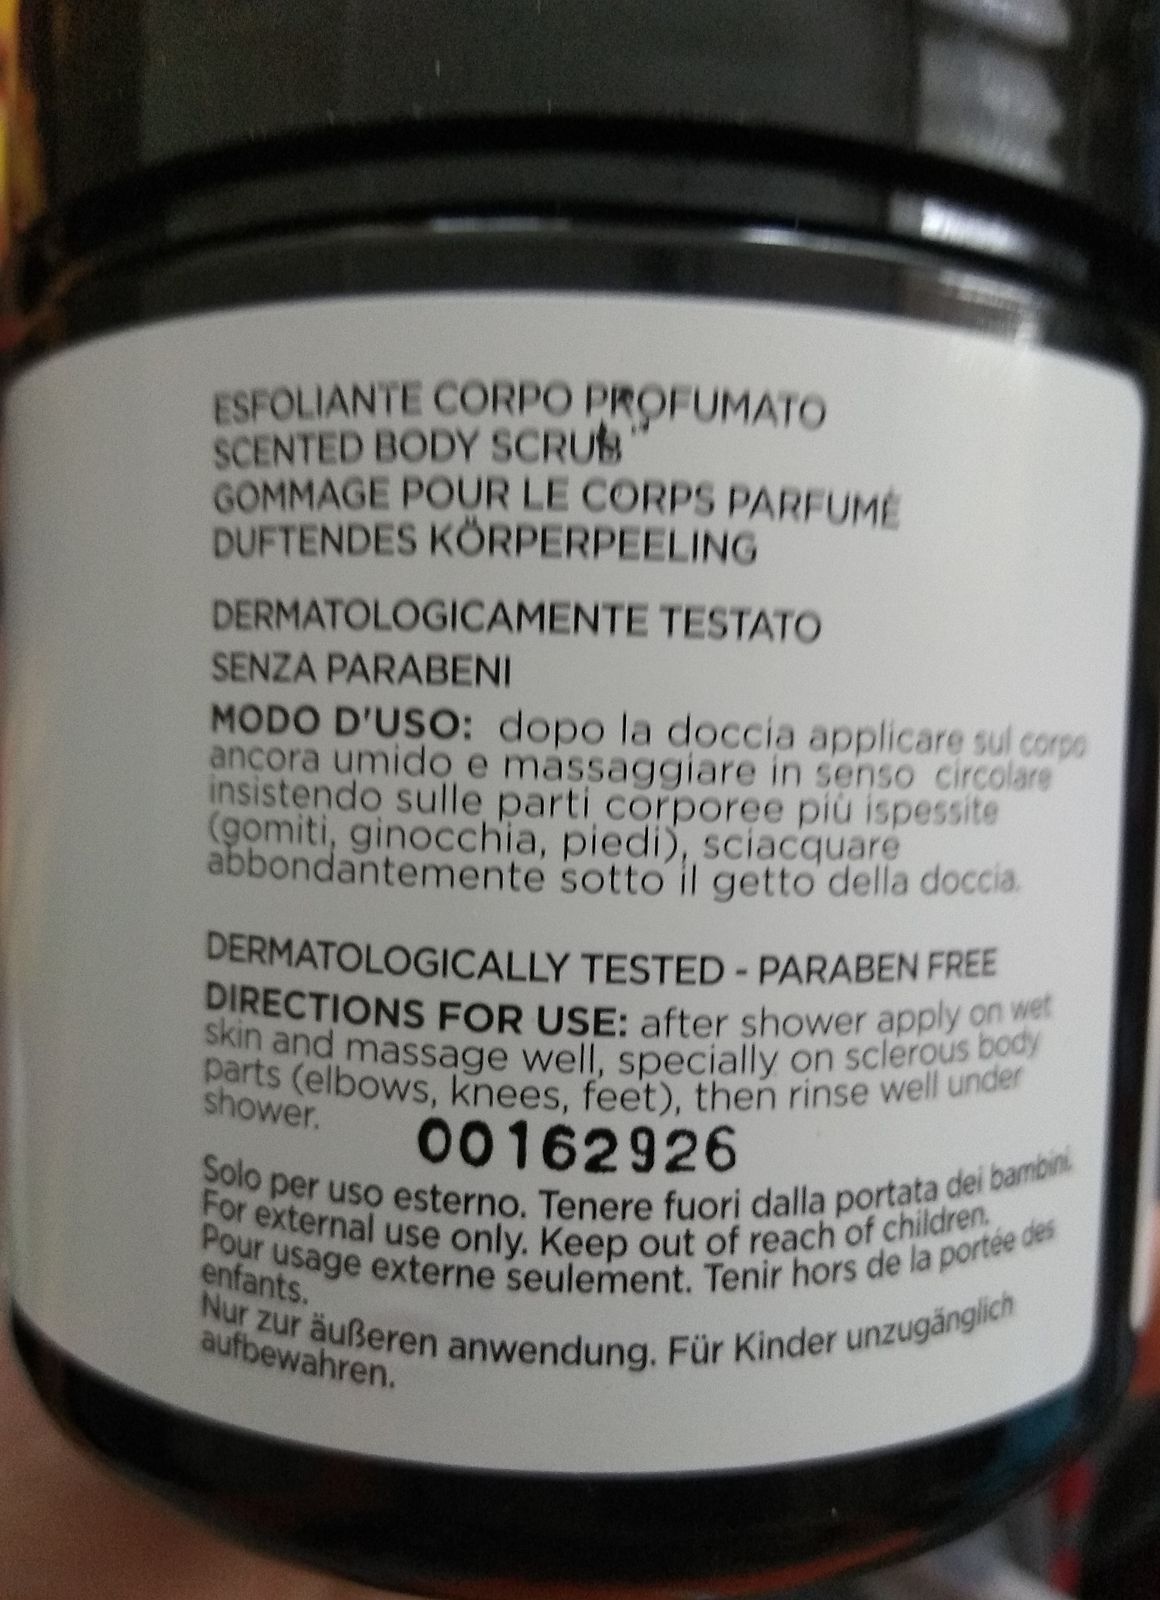 ESFOLIANTE CORPO PROFUMATO
SCENTED BODY SCRUB
GOMMAGE POUR LE CORPS PARFUMÉ
DUFTENDES KÖRPERPEELING
DERMATOLOGICAMENTE TESTATO
SENZA PARABENI
MODO D'USO: dopo la doccia applicare sul corpo
ancora umido e massaggiare in senso circolare
insistendo sulle parti corporee più ispessite
(gomiti, ginocchia, piedi), sciacquare
abbondantemente sotto il getto della doccia.
DERMATOLOGICALLY TESTED - PARABEN FREE
DIRECTIONS FOR USE: after shower apply on wet
skin and massage well, specially on sclerous body
parts (elbows, knees, feet), then rinse well under
shower.
00162926
Solo per uso esterno. Tenere fuori dalla portata dei bambini.
For external use only. Keep out of reach of children.
Pour usage externe seulement. Tenir hors de la portée des
enfants.
Nur zur äußeren anwendung. Für Kinder unzugänglich
aufbewahren.